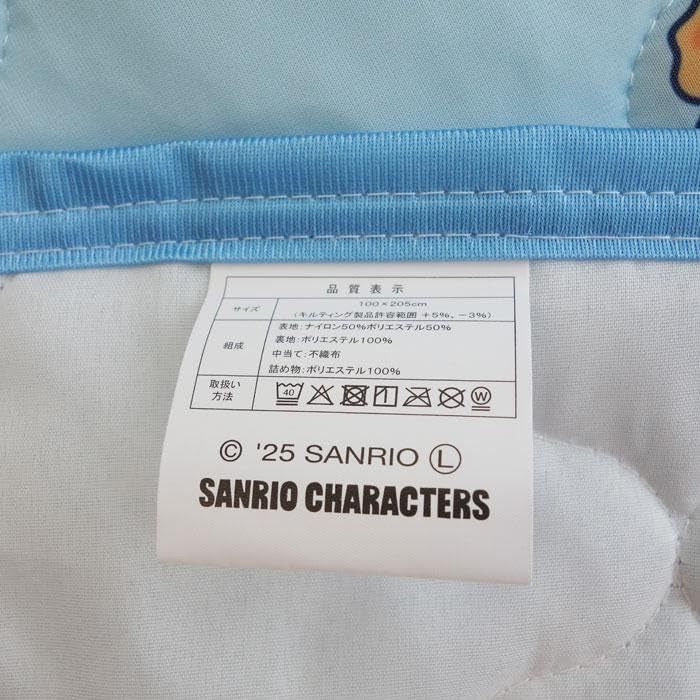 品質表示
サイズ
100×205cm
(キルティング製品許容範囲 +5%、-3%)
組成
表地:ナイロン50%ポリエステル50%
裏地:ポリエステル100%
中当て:不織布
詰め物:ポリエステル100%
取扱い
方法
40
W
© '25 SANRIO Ⓛ
SANRIO CHARACTERS